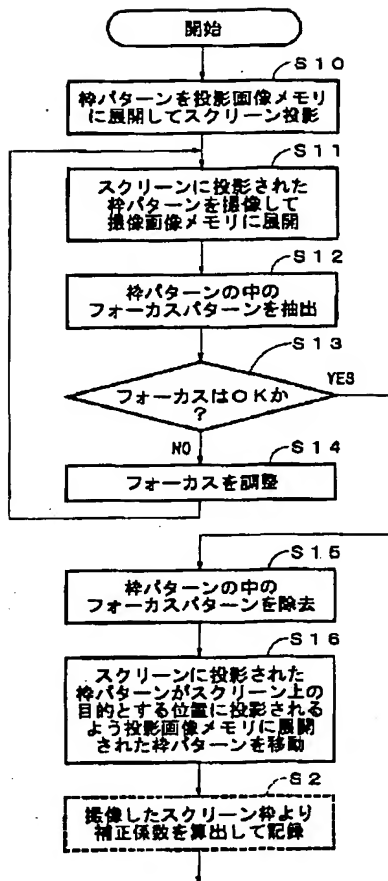 開始
S10
枠パターンを投影画像メモリ
に展開してスクリーン投影
S11
スクリーンに投影された
枠パターンを撮像して
撮像画像メモリに展開
S12
枠パターンの中の
フォーカスパターンを抽出
S13
フォーカスはOKか
?
YES
NO
S14
フォーカスを調整
S15
枠パターンの中の
フォーカスパターンを除去
S16
スクリーンに投影された
枠パターンがスクリーン上の
目的とする位置に投影される
よう投影画像メモリに展開
された枠パターンを移動
S2
撮像したスクリーン枠より
補正係数を算出して記録